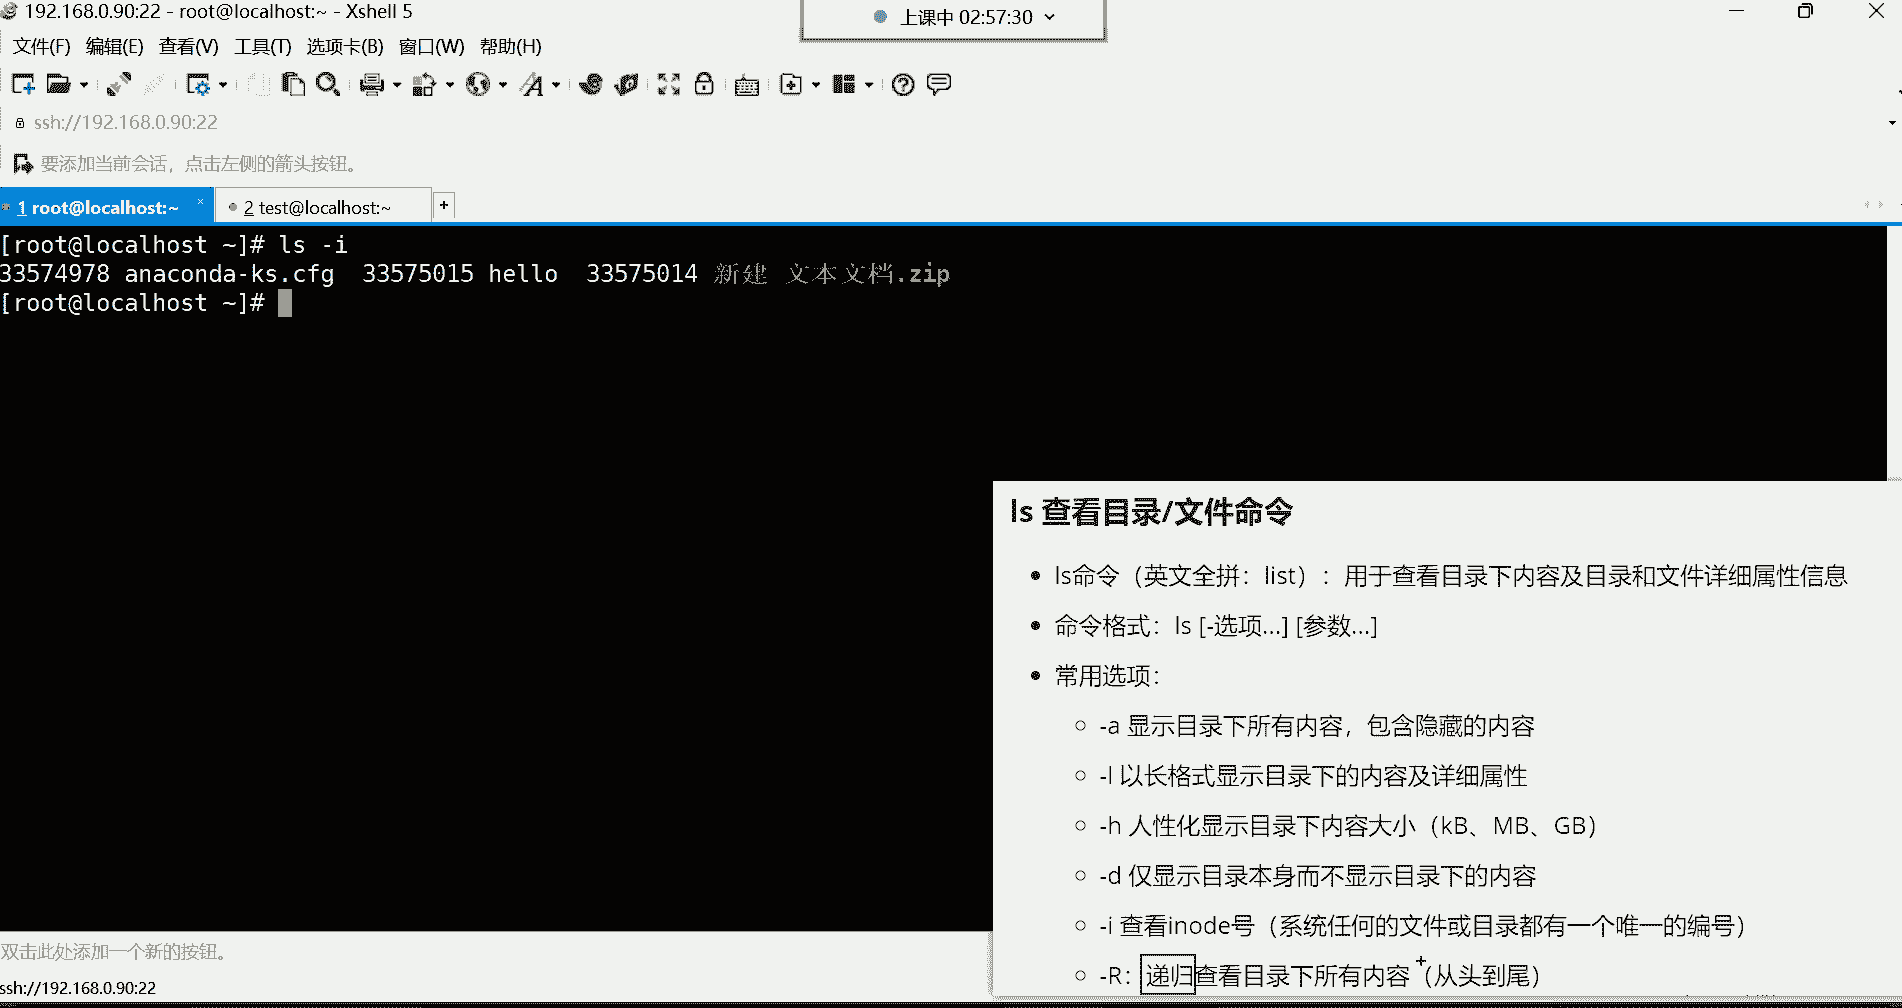 192.168.0.90:22 - root@localhost:~ - Xshell 5
上课中 02:57:30
文件(F) 编辑(E) 查看(V) 工具(T) 选项卡(B) 窗口(W) 帮助(H)
ssh://192.168.0.90:22
要添加当前会话，点击左侧的箭头按钮。
1 root@localhost:~ × 2 test@localhost:~ +
[root@localhost ~]# ls -i
33574978 anaconda-ks.cfg 33575015 hello 33575014 新建 文本文档.zip
[root@localhost ~]#
ls 查看目录/文件命令
• ls命令（英文全拼：list）：用于查看目录下内容及目录和文件详细属性信息
• 命令格式：ls [-选项...] [参数...]
• 常用选项：
○ -a 显示目录下所有内容，包含隐藏的内容
○ -l 以长格式显示目录下的内容及详细属性
○ -h 人性化显示目录下内容大小（kB、MB、GB）
○ -d 仅显示目录本身而不显示目录下的内容
○ -i 查看inode号（系统任何的文件或目录都有一个唯一的编号）
○ -R：递归查看目录下所有内容（从头到尾）
双击此处添加一个新的按钮。
ssh://192.168.0.90:22